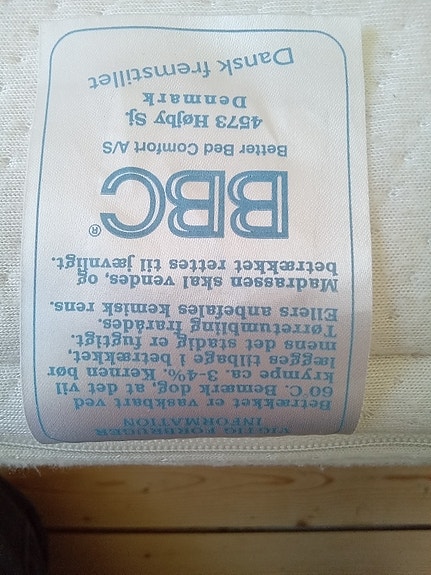 VIGTIG FORBRUGER
INFORMATION
Betrækket er vaskbart ved
60°C. Bemærk dog, at det vil
krympe ca. 3-4%. Kernen bør
lægges tilbage i betrækket,
mens det stadig er fugtigt.
Tørretumbling frarådes.
Ellers anbefales kemisk rens.
Madrassen skal vendes, og
betrækket rettes til jævnligt.
BBC®
Better Bed Comfort A/S
4573 Højby Sj.
Denmark
Dansk fremstillet